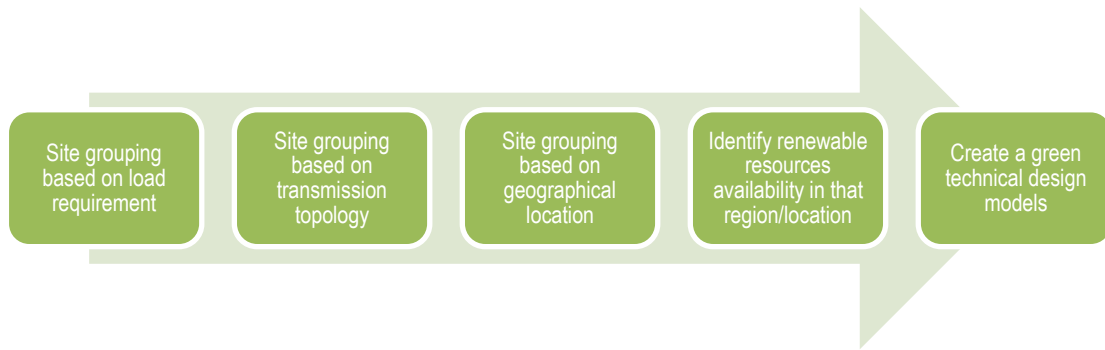 Site grouping
based on load
requirement
Site grouping
based on
transmission
topology
Site grouping
based on
geographical
location
Identify renewable
resources
availability in that
region/location
Create a green
technical design
models